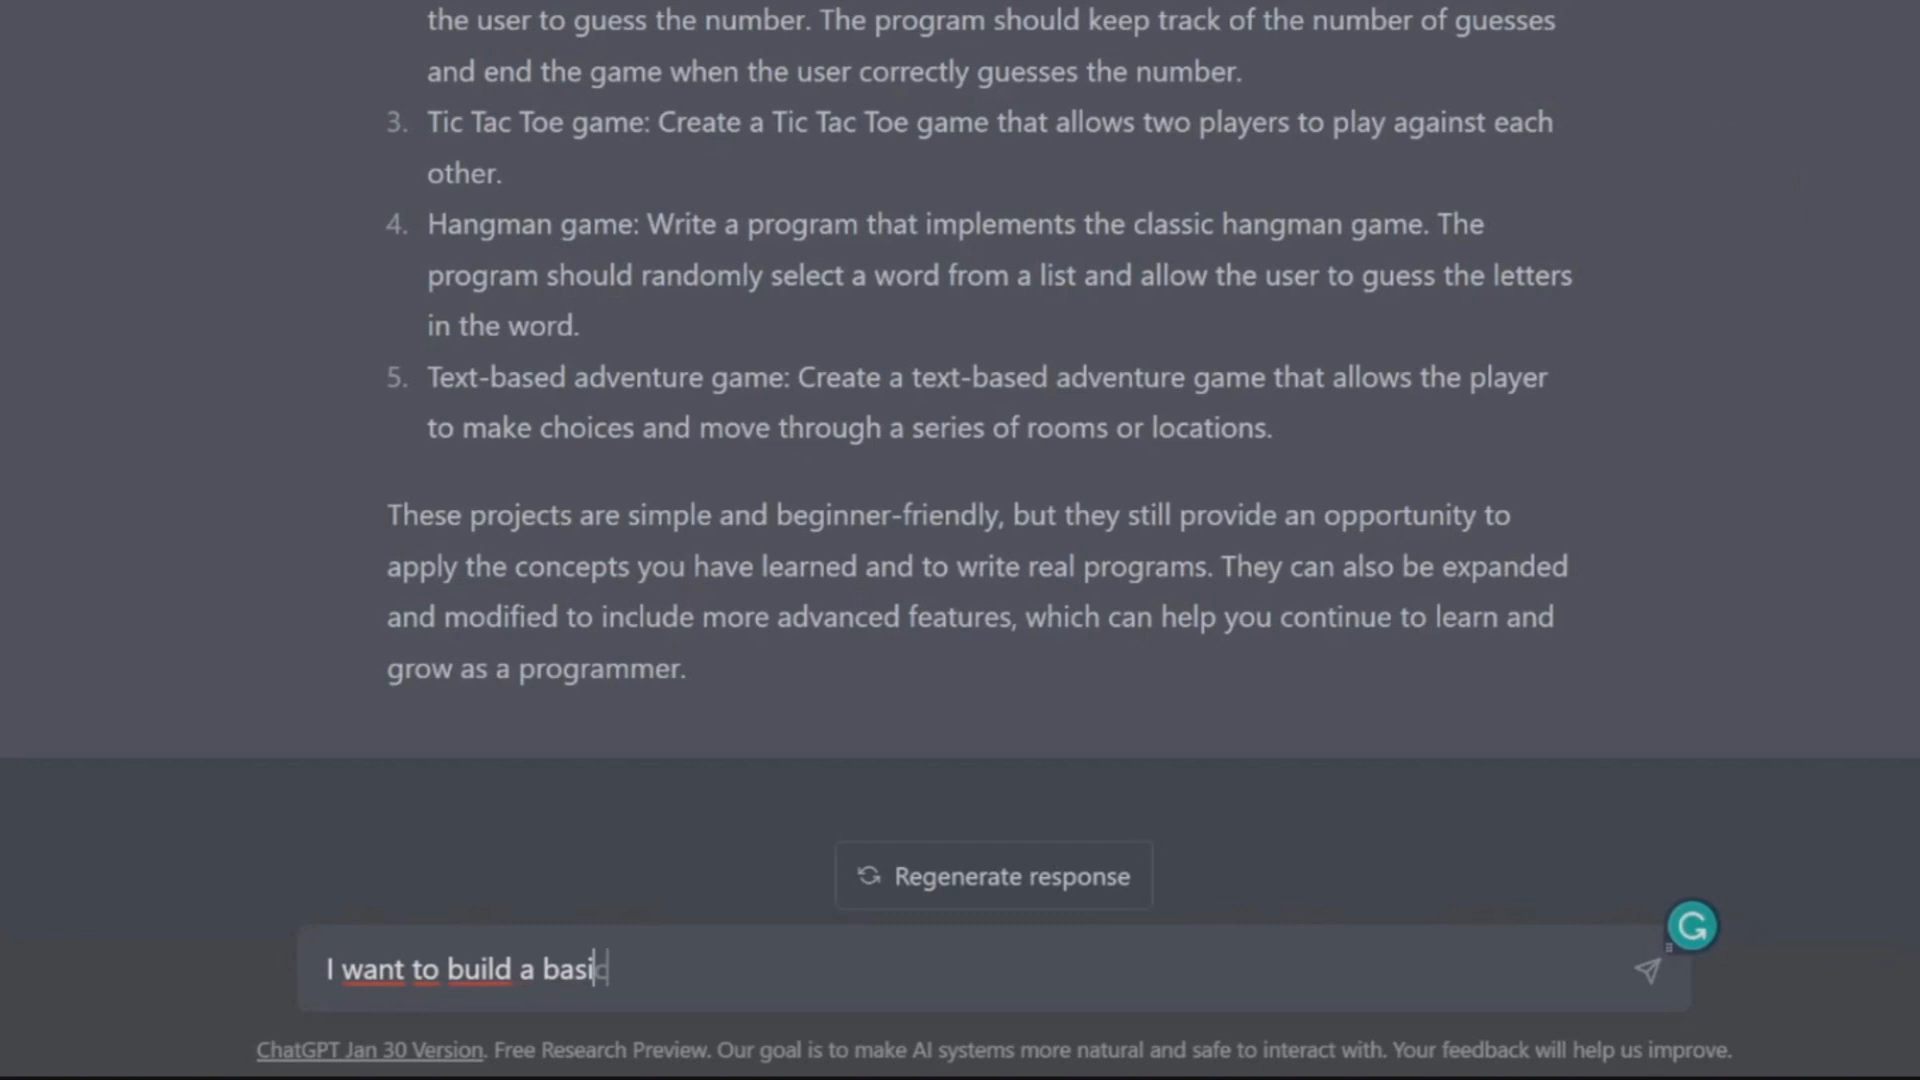 the user to guess the number. The program should keep track of the number of guesses
and end the game when the user correctly guesses the number.
3. Tic Tac Toe game: Create a Tic Tac Toe game that allows two players to play against each
other.
4. Hangman game: Write a program that implements the classic hangman game. The
program should randomly select a word from a list and allow the user to guess the letters
in the word.
5. Text-based adventure game: Create a text-based adventure game that allows the player
to make choices and move through a series of rooms or locations.
These projects are simple and beginner-friendly, but they still provide an opportunity to
apply the concepts you have learned and to write real programs. They can also be expanded
and modified to include more advanced features, which can help you continue to learn and
grow as a programmer.
Regenerate response
I want to build a basic
ChatGPT Jan 30 Version. Free Research Preview. Our goal is to make AI systems more natural and safe to interact with. Your feedback will help us improve.